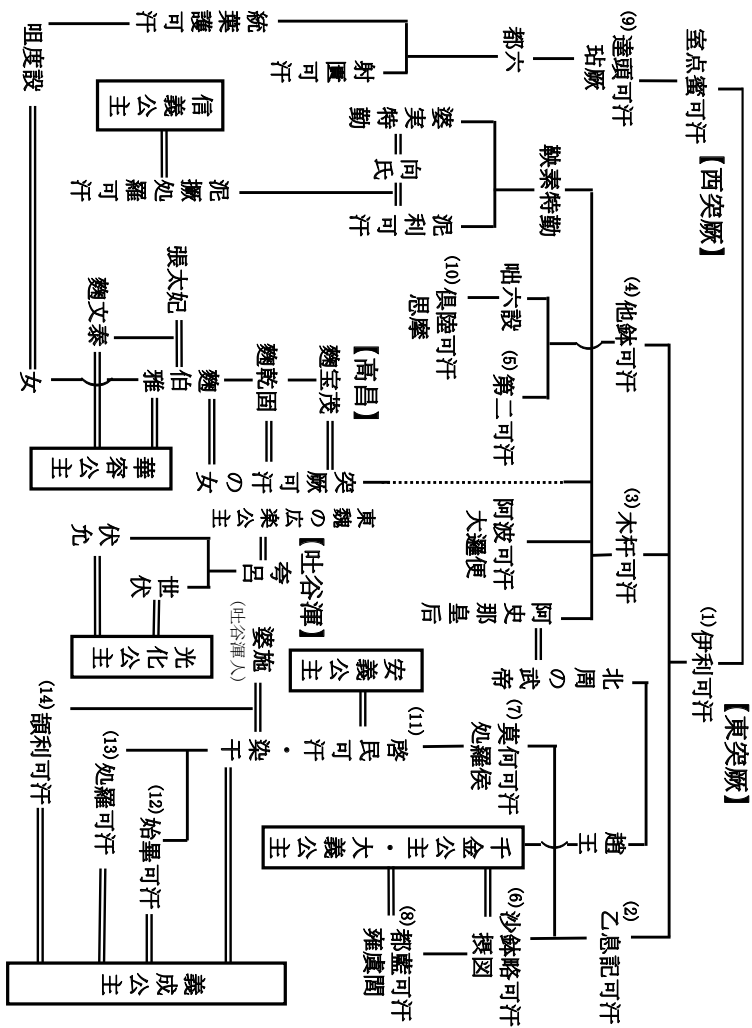 【東突厥】
【西突厥】
(1)伊利可汗
室点蜜可汗
(2)乙息記可汗
(3)木杆可汗
(4)他鉢可汗
(9)達頭可汗
玷厥
都六
射匱可汗
統葉護可汗
咀度設
鞅素特勤
婆実特勤
向氏
泥利可汗
泥撅処羅可汗
信義公主
咄六設
(5)第二可汗
(10)俱陸可汗
思摩
【高昌】
麴宝茂
麴乾固
麴
伯
雅
張太妃
麴文泰
女
華容公主
突厥可汗の女
阿波可汗
大邏便
阿史那皇后
北周の武帝
趙王
東魏の広楽公主
【吐谷渾】
夸呂
世伏
伏允
光化公主
婆施
(吐谷渾人)
安義公主
(7)莫何可汗
処羅侯
(11)
啓民可汗・染干
(12)始畢可汗
(13)処羅可汗
(14)頡利可汗
千金公主・大義公主
(6)沙鉢略可汗
摂図
(8)都藍可汗
雍虞閭
義成公主